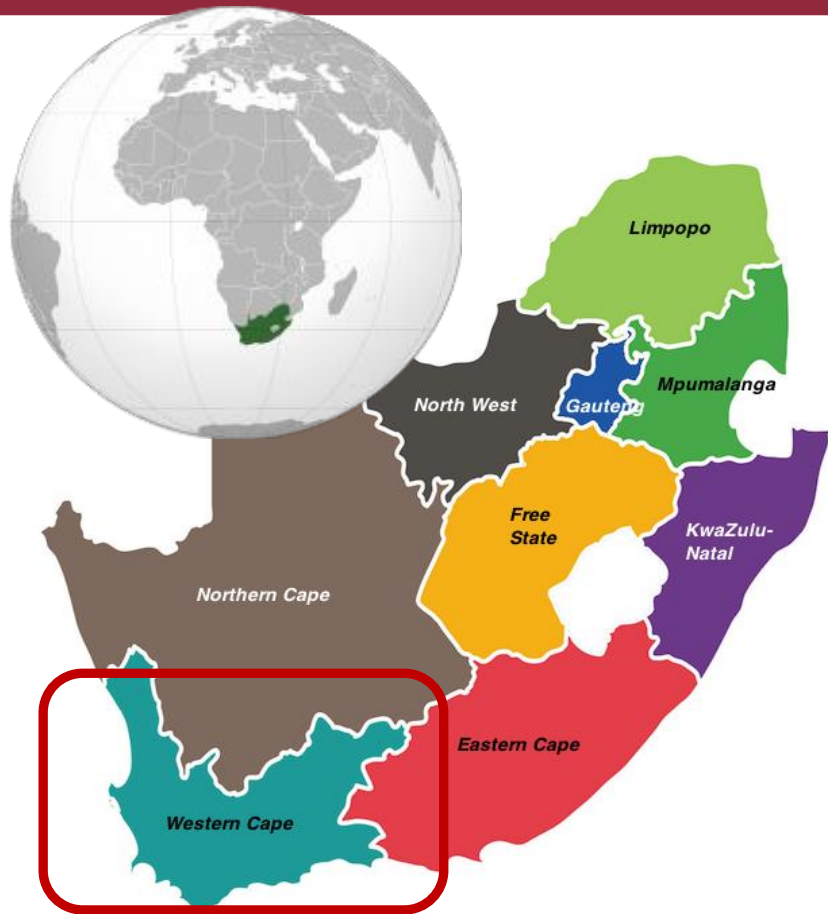 Limpopo
Mpumalanga
North West
Gauteng
Free
State
KwaZulu-
Natal
Northern Cape
Eastern Cape
Western Cape